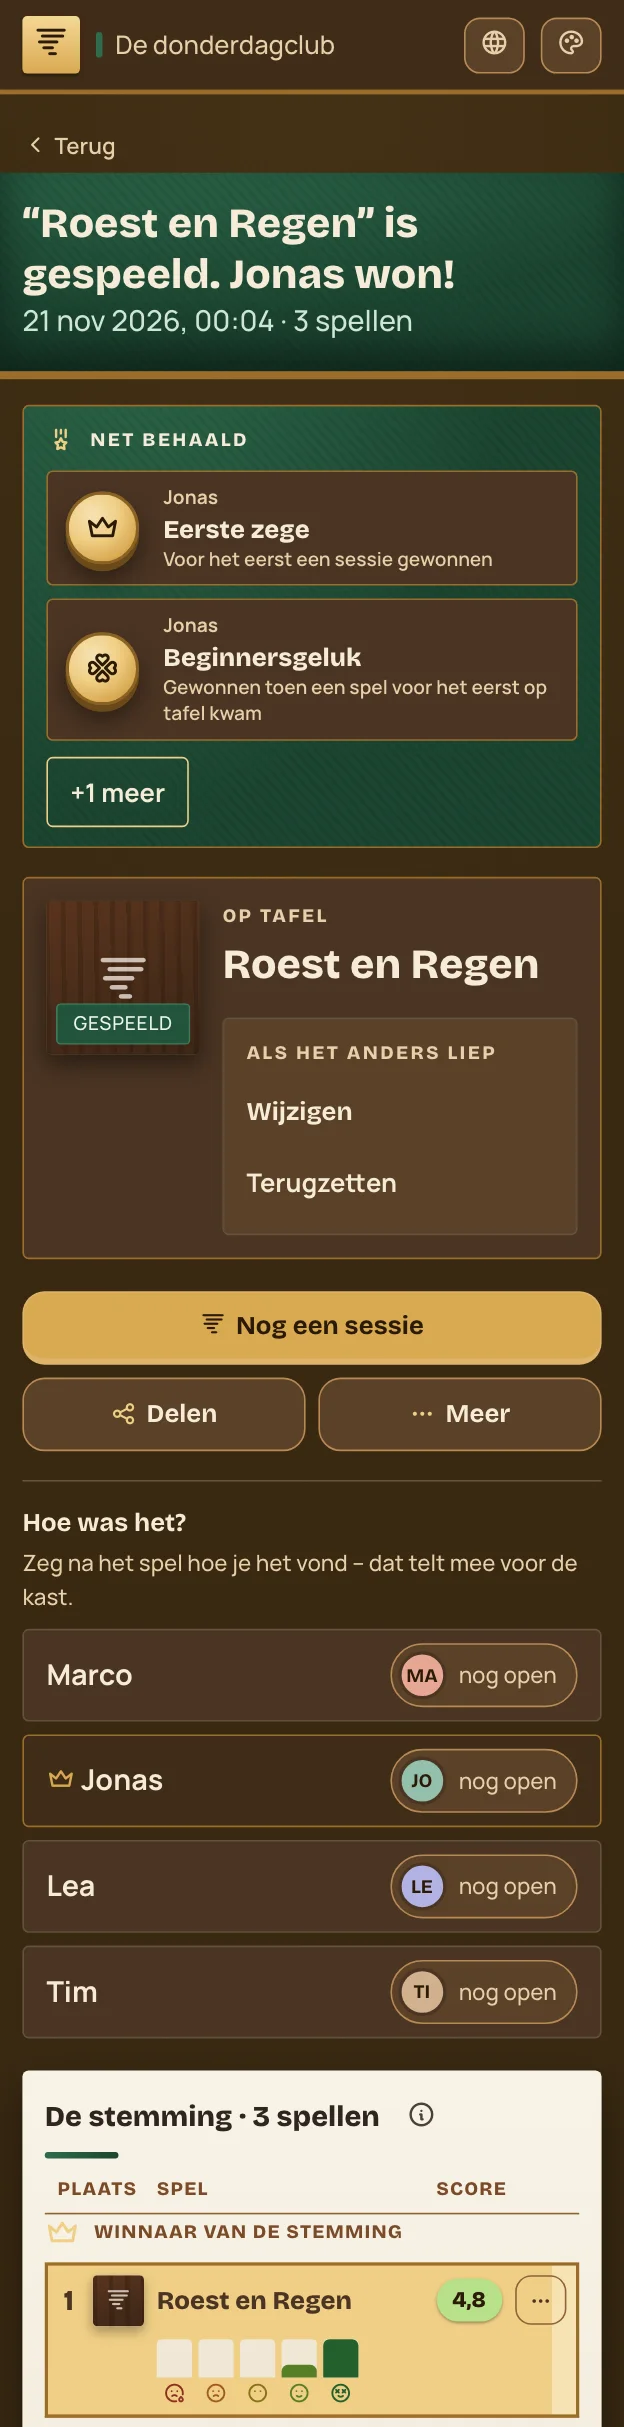 De donderdagclub
Terug
“Roest en Regen” is
gespeeld. Jonas won!
21 nov 2026, 00:04 · 3 spellen
NET BEHAALD
Jonas
Eerste zege
Voor het eerst een sessie gewonnen
Jonas
Beginnersgeluk
Gewonnen toen een spel voor het eerst op
tafel kwam
+1 meer
OP TAFEL
Roest en Regen
GESPEELD
ALS HET ANDERS LIEP
Wijzigen
Terugzetten
Nog een sessie
Delen
Meer
Hoe was het?
Zeg na het spel hoe je het vond – dat telt mee voor de
kast.
Marco MA nog open
Jonas JO nog open
Lea LE nog open
Tim TI nog open
De stemming · 3 spellen
PLAATS SPEL SCORE
WINNAAR VAN DE STEMMING
1 Roest en Regen 4,8